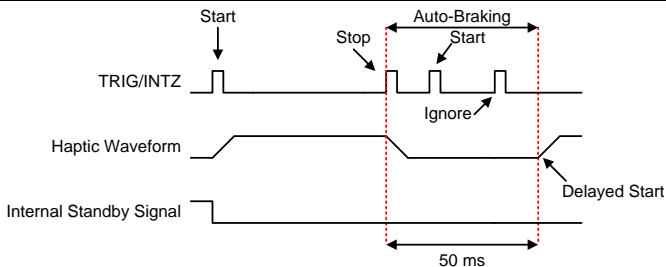 Start
Auto-Braking
Stop
Start
TRIG/INTZ
Ignore
Haptic Waveform
Delayed Start
Internal Standby Signal
50 ms